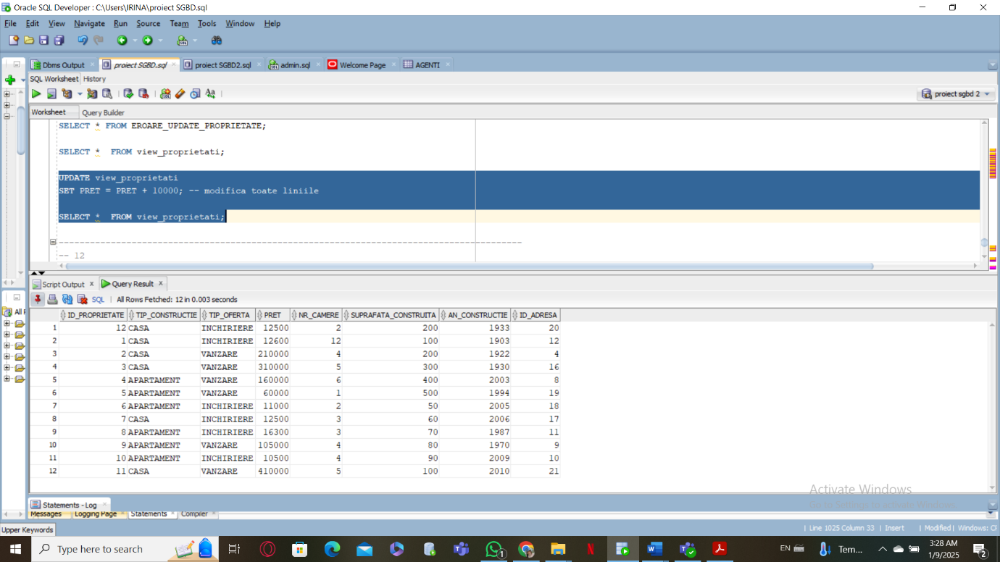 Oracle SQL Developer : C:\Users\IRINA\proiect SGBD.sql
File Edit View Navigate Run Source Team Tools Window Help
Dbms Output proiect SGBD.sql proiect SGBD2.sql admin.sql Welcome Page AGENTI
SQL Worksheet History
proiect sgbd 2
Worksheet Query Builder
SELECT * FROM EROARE_UPDATE_PROPRIETATE;
SELECT * FROM view_proprietati;
UPDATE view_proprietati
SET PRET = PRET + 10000; -- modifica toate liniile
SELECT * FROM view_proprietati;
-- 12
Script Output x Query Result x
SQL | All Rows Fetched: 12 in 0.003 seconds
ID_PROPRIETATE TIP_CONSTRUCTIE TIP_OFERTA PRET NR_CAMERE SUPRAFATA_CONSTRUITA AN_CONSTRUCTIE ID_ADRESA
1 12 CASA INCHIRIERE 12500 2 200 1933 20
2 1 CASA INCHIRIERE 12600 12 100 1903 12
3 2 CASA VANZARE 210000 4 200 1922 4
4 3 CASA VANZARE 310000 5 300 1930 16
5 4 APARTAMENT VANZARE 160000 6 400 2003 8
6 5 APARTAMENT VANZARE 60000 1 500 1994 19
7 6 APARTAMENT INCHIRIERE 11000 2 50 2005 18
8 7 CASA INCHIRIERE 12500 3 60 2006 17
9 8 APARTAMENT INCHIRIERE 16300 3 70 1987 11
10 9 APARTAMENT VANZARE 105000 4 80 1970 9
11 10 APARTAMENT INCHIRIERE 10500 4 90 2009 10
12 11 CASA VANZARE 410000 5 100 2010 21
All
Activate Windows
Go to Settings to activate Windows.
Statements - Log
Messages Logging Page Statements Compiler
Upper Keywords
| Line 1025 Column 33 | Insert | Modified | Windows:
Type here to search
1
EN Tem... 3:28 AM
1/9/2025 2